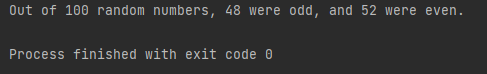 Out of 100 random numbers, 48 were odd, and 52 were even.
Process finished with exit code 0